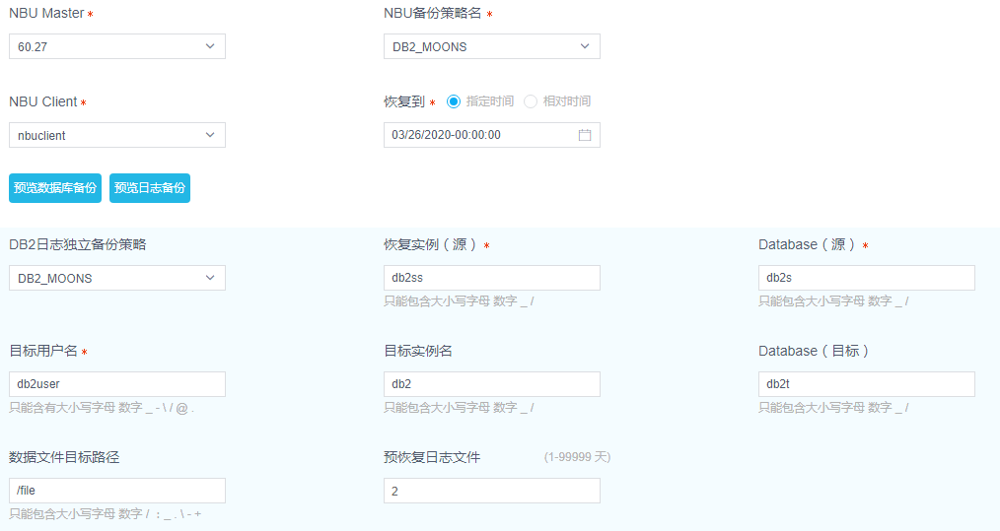 NBU Master *
NBU备份策略名 *
60.27
DB2_MOONS
NBU Client *
恢复到 * 指定时间 相对时间
nbuclient
03/26/2020-00:00:00
预览数据库备份 预览日志备份
DB2日志独立备份策略
恢复实例 ( 源 ) *
Database ( 源 ) *
DB2_MOONS
db2ss
db2s
只能包含大小写字母 数字 _ /
只能包含大小写字母 数字 _ /
目标用户名 *
目标实例名
Database ( 目标 )
db2user
db2
db2t
只能含有大小写字母 数字 _ - \ / @ .
只能包含大小写字母 数字 _ /
只能包含大小写字母 数字 _ /
数据文件目标路径
预恢复日志文件 (1-99999 天)
/file
2
只能包含大小写字母 数字 / : _ . \ - +